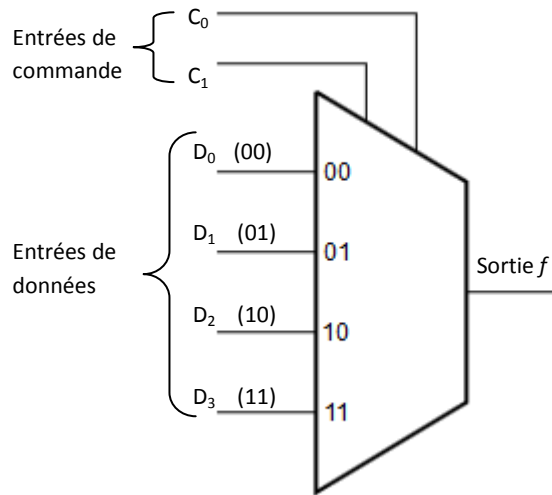 Entrées de
commande
C₀
C₁
D₀ (00)
00
D₁ (01)
01
Entrées de
données
D₂ (10)
10
D₃ (11)
11
Sortie f